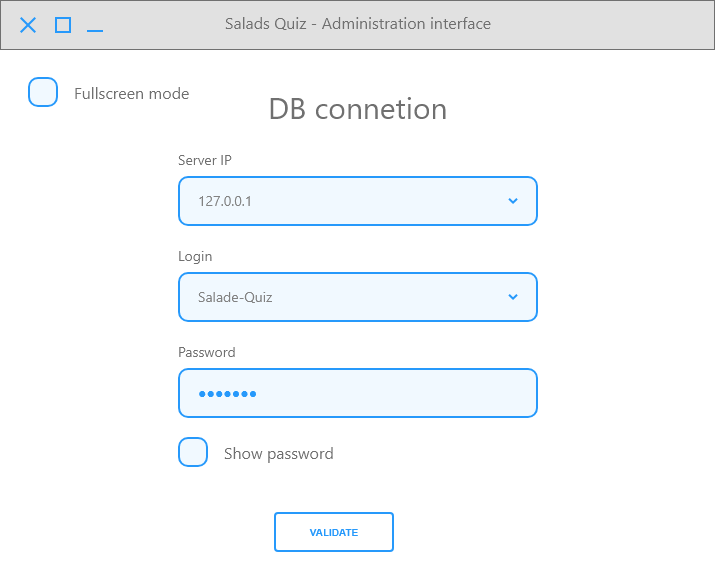 Salads Quiz - Administration interface
Fullscreen mode
DB connetion
Server IP
127.0.0.1
Login
Salade-Quiz
Password
●●●●●●●
Show password
VALIDATE